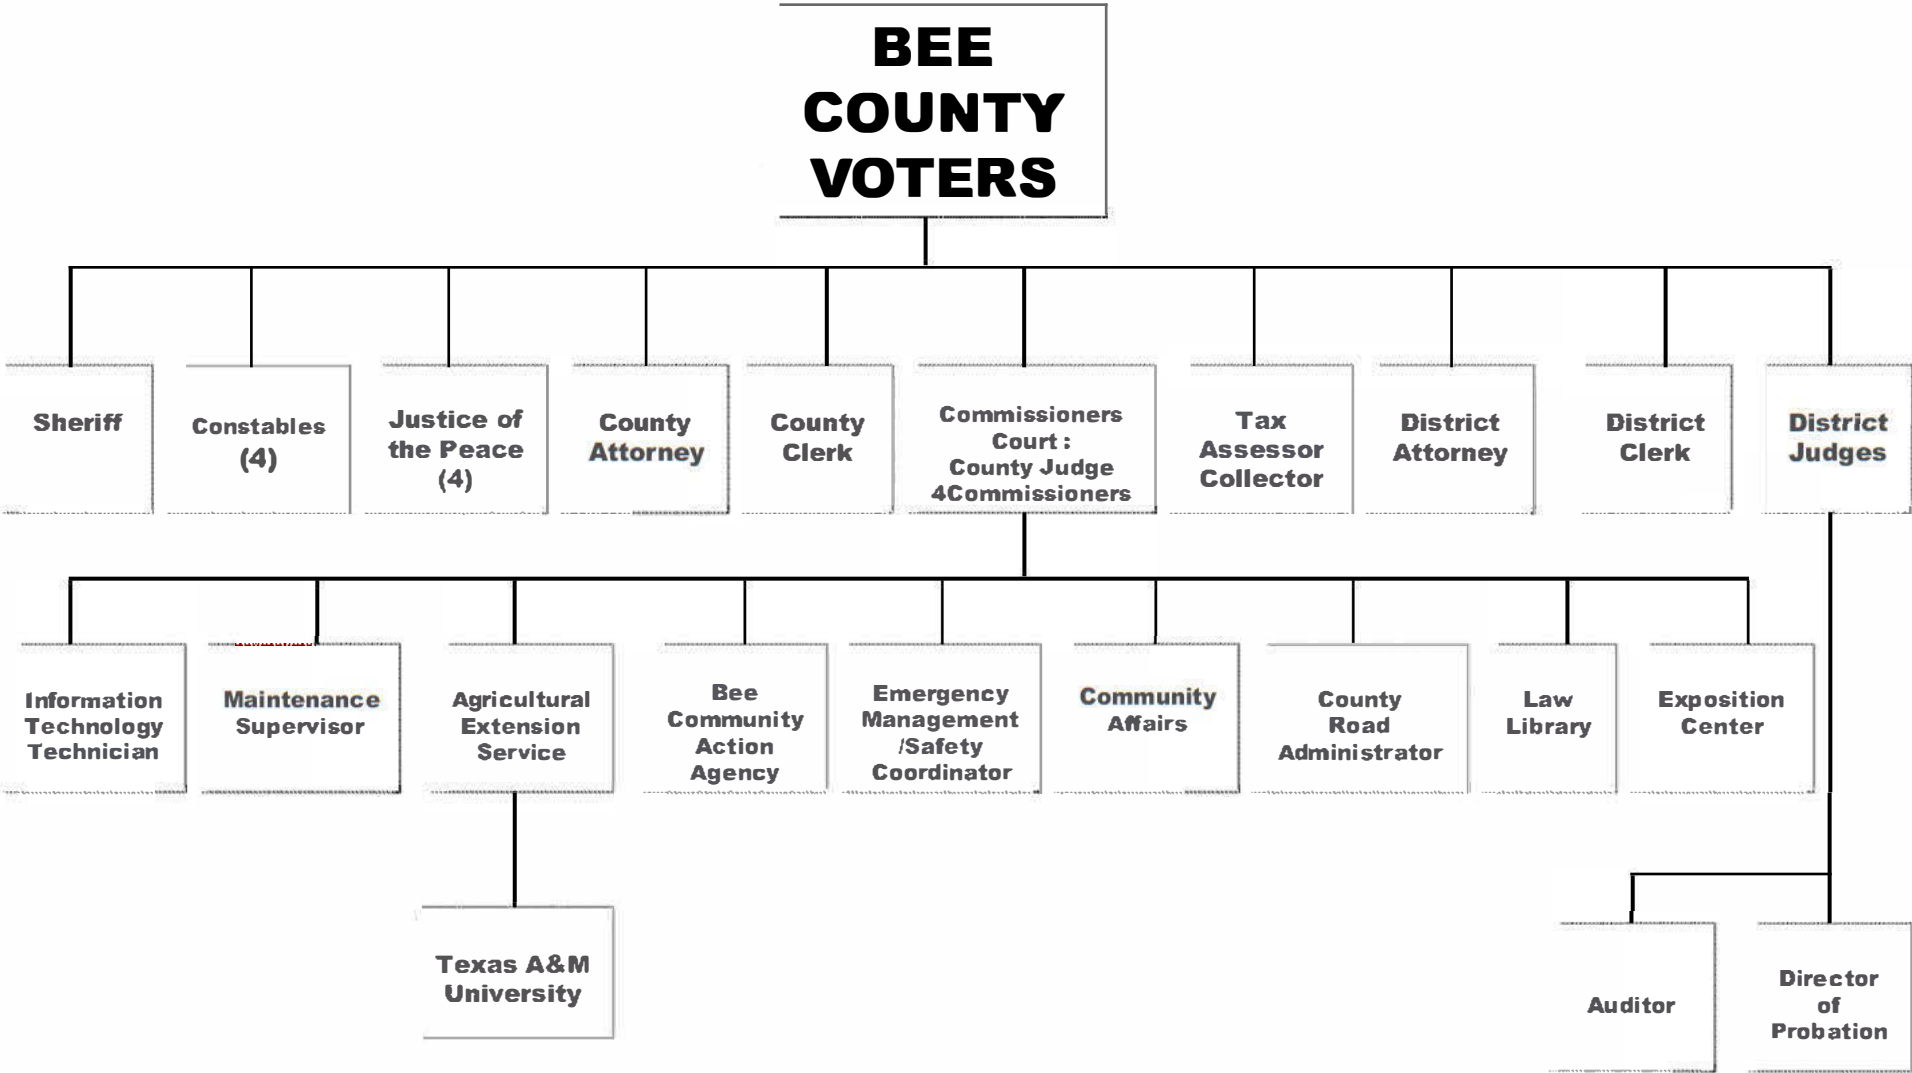 BEE
COUNTY
VOTERS
Sheriff
Constables
(4)
Justice of
the Peace
(4)
County
Attorney
County
Clerk
Commissioners
Court :
County Judge
4Commissioners
Tax
Assessor
Collector
District
Attorney
District
Clerk
District
Judges
Information
Technology
Technician
Maintenance
Supervisor
Agricultural
Extension
Service
Bee
Community
Action
Agency
Emergency
Management
/Safety
Coordinator
Community
Affairs
County
Road
Administrator
Law
Library
Exposition
Center
Texas A&M
University
Auditor
Director
of
Probation